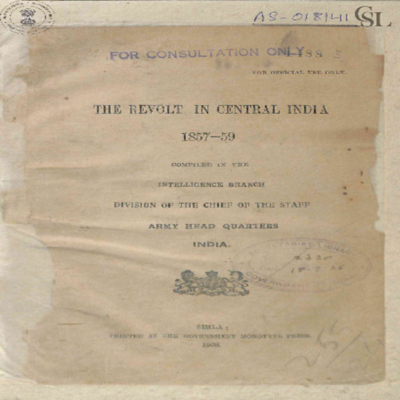 AS-018141
CSL
FOR CONSULTATION ONLY
FOR OFFICIAL USE ONLY.
THE REVOLT IN CENTRAL INDIA
1857—59
COMPILED IN THE
INTELLIGENCE BRANCH
DIVISION OF THE CHIEF OF THE STAFF
ARMY HEAD QUARTERS
INDIA.
SIMLA:
PRINTED AT THE GOVERNMENT MONOTYPE PRESS.
1908.